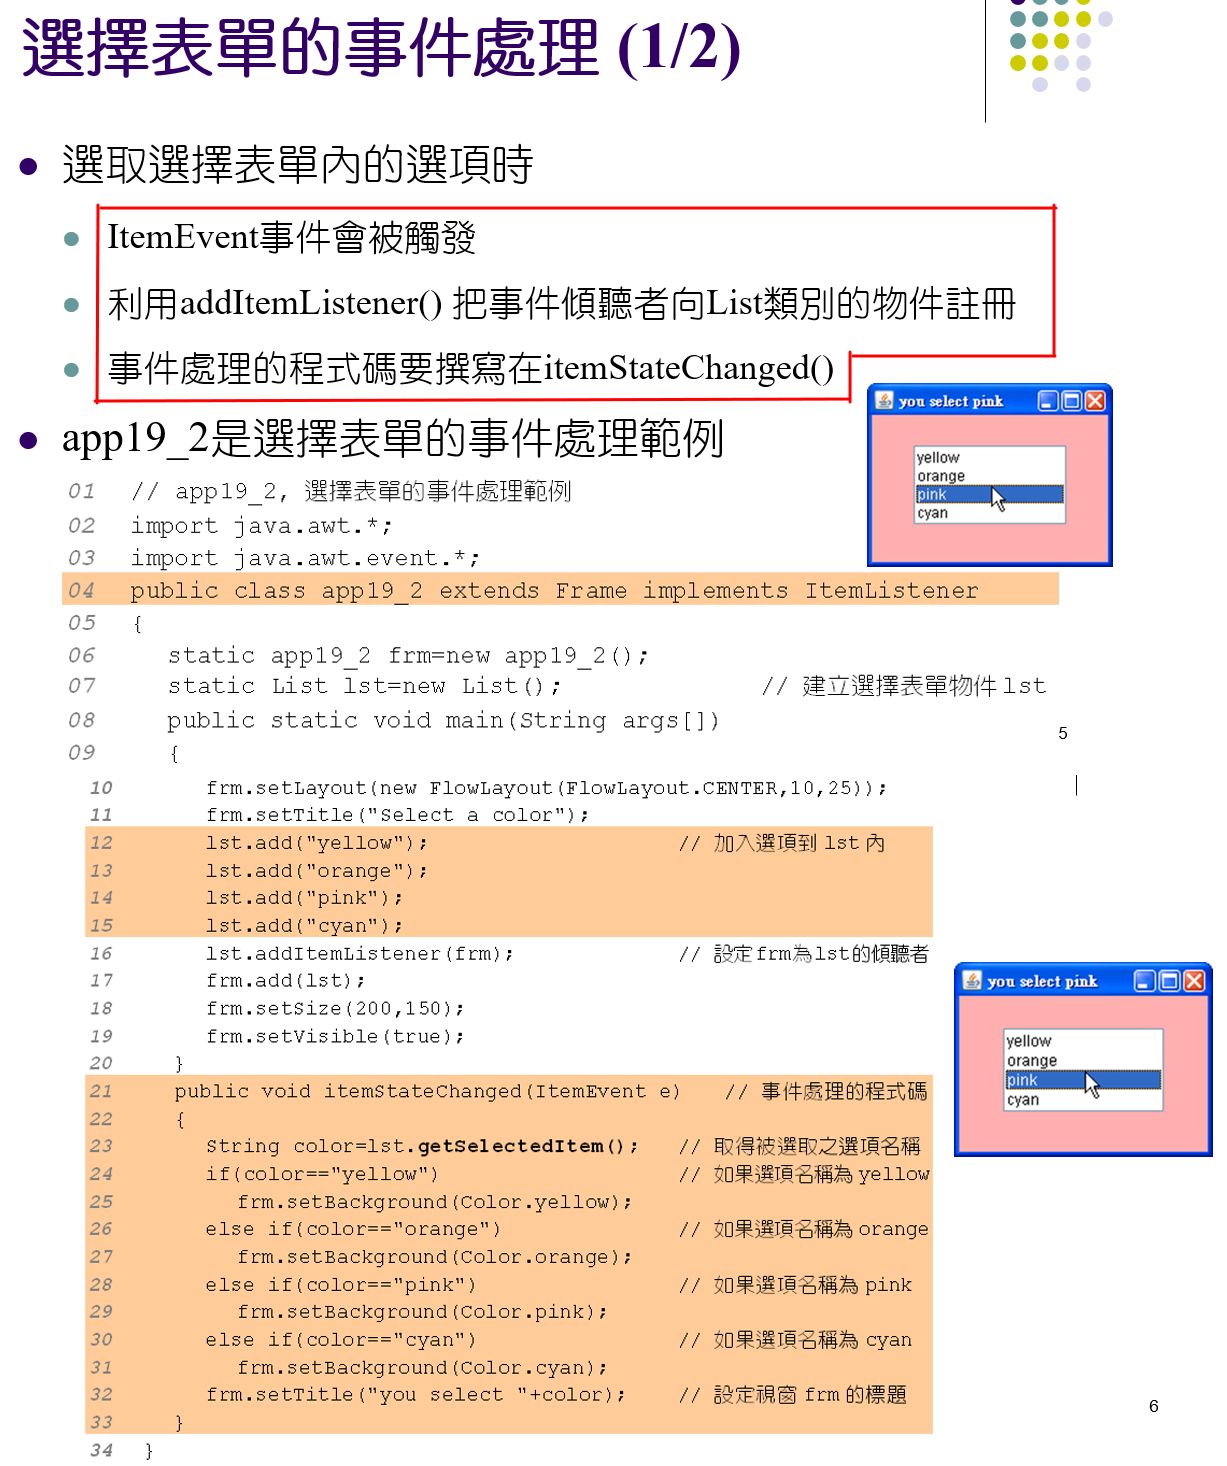 選擇表單的事件處理 (1/2)
選取選擇表單內的選項時
ItemEvent事件會被觸發
利用addItemListener() 把事件傾聽者向List類別的物件註冊
事件處理的程式碼要撰寫在itemStateChanged()
app19_2是選擇表單的事件處理範例
you select pink
yellow
orange
pink
cyan
01 // app19_2, 選擇表單的事件處理範例
02 import java.awt.*;
03 import java.awt.event.*;
04 public class app19_2 extends Frame implements ItemListener
05 {
06 static app19_2 frm=new app19_2();
07 static List lst=new List(); // 建立選擇表單物件 lst
08 public static void main(String args[])
09 {
5
10 frm.setLayout(new FlowLayout(FlowLayout.CENTER,10,25));
11 frm.setTitle("Select a color");
12 lst.add("yellow"); // 加入選項到 lst 內
13 lst.add("orange");
14 lst.add("pink");
15 lst.add("cyan");
16 lst.addItemListener(frm); // 設定frm為lst的傾聽者
17 frm.add(lst);
18 frm.setSize(200,150);
19 frm.setVisible(true);
20 }
21 public void itemStateChanged(ItemEvent e) // 事件處理的程式碼
22 {
23 String color=lst.getSelectedItem(); // 取得被選取之選項名稱
24 if(color=="yellow") // 如果選項名稱為 yellow
25 frm.setBackground(Color.yellow);
26 else if(color=="orange") // 如果選項名稱為 orange
27 frm.setBackground(Color.orange);
28 else if(color=="pink") // 如果選項名稱為 pink
29 frm.setBackground(Color.pink);
30 else if(color=="cyan") // 如果選項名稱為 cyan
31 frm.setBackground(Color.cyan);
32 frm.setTitle("you select "+color); // 設定視窗 frm 的標題
33 }
34 }
you select pink
yellow
orange
pink
cyan
6